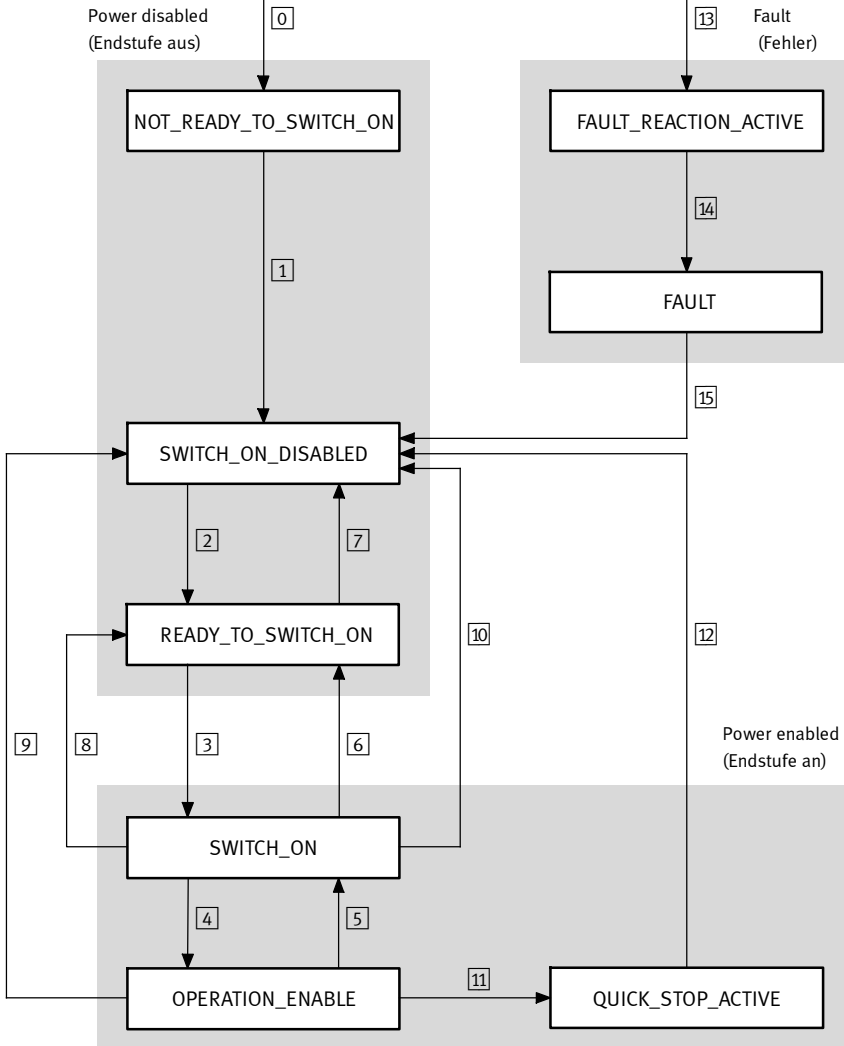 Power disabled
(Endstufe aus)
0
13
Fault
(Fehler)
NOT_READY_TO_SWITCH_ON
FAULT_REACTION_ACTIVE
14
1
FAULT
15
SWITCH_ON_DISABLED
2
7
READY_TO_SWITCH_ON
10
12
9
8
3
6
Power enabled
(Endstufe an)
SWITCH_ON
4
5
11
OPERATION_ENABLE
QUICK_STOP_ACTIVE